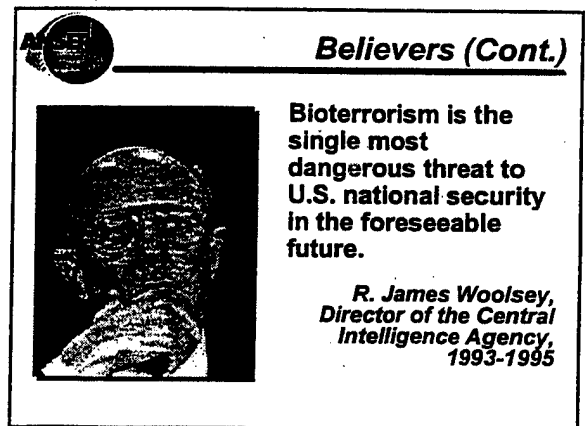 Believers (Cont.)
Bioterrorism is the
single most
dangerous threat to
U.S. national security
in the foreseeable
future.
R. James Woolsey,
Director of the Central
Intelligence Agency,
1993-1995